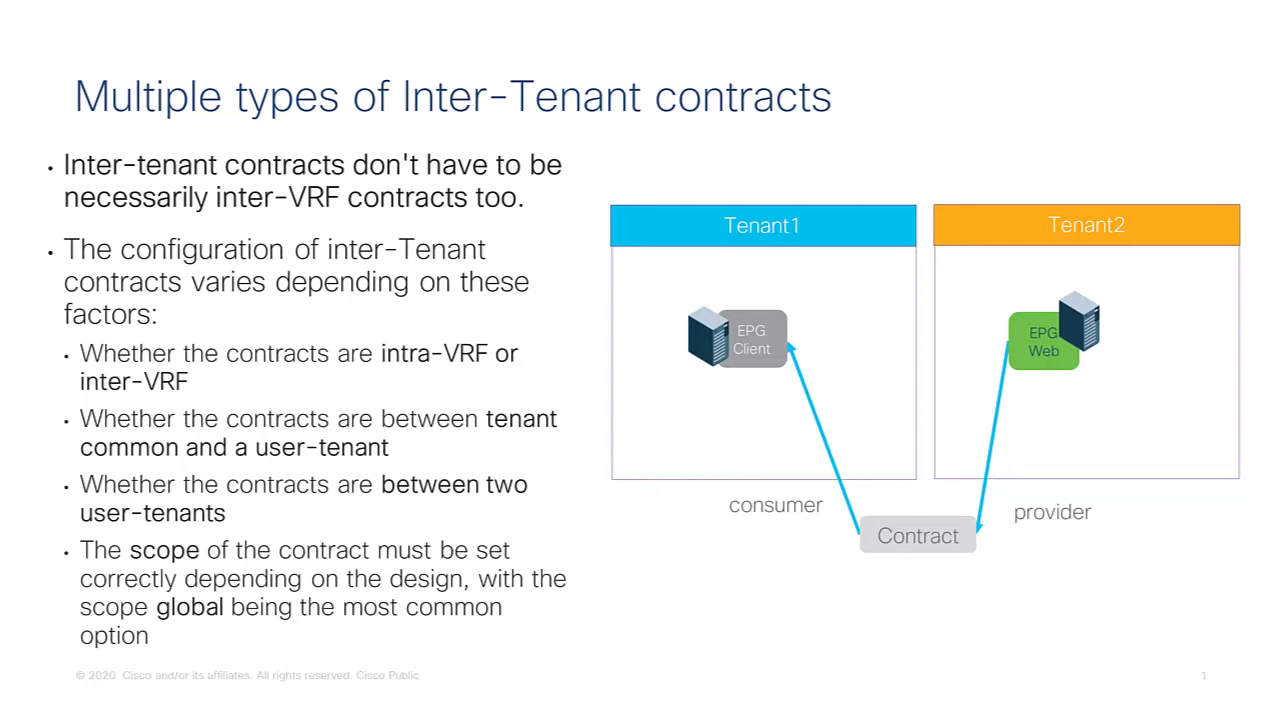 Multiple types of Inter-Tenant contracts
• Inter-tenant contracts don't have to be
necessarily inter-VRF contracts too.
• The configuration of inter-Tenant
contracts varies depending on these
factors:
• Whether the contracts are intra-VRF or
inter-VRF
• Whether the contracts are between tenant
common and a user-tenant
• Whether the contracts are between two
user-tenants
• The scope of the contract must be set
correctly depending on the design, with the
scope global being the most common
option
Tenant1
EPG
Client
consumer
Tenant2
EPG
Web
provider
Contract
© 2020 Cisco and/or its affiliates. All rights reserved. Cisco Public
1